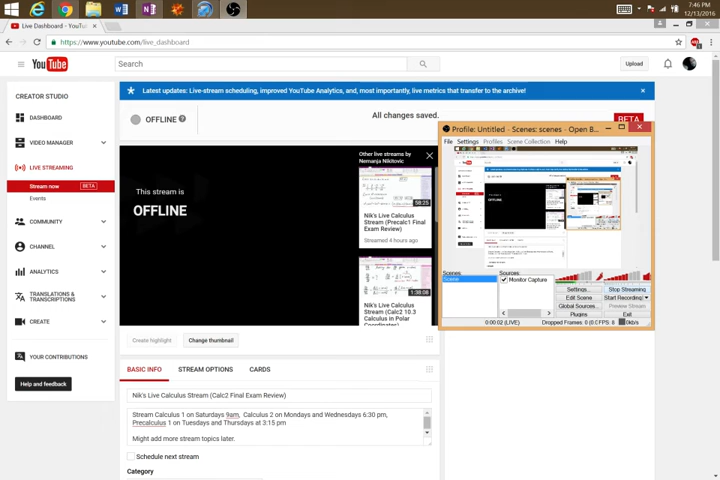 7:46 PM
12/13/2016
Live Dashboard - YouTu
https://www.youtube.com/live_dashboard
YouTube
Search
Upload
CREATOR STUDIO
DASHBOARD
VIDEO MANAGER
LIVE STREAMING
Stream now
BETA
Events
COMMUNITY
CHANNEL
ANALYTICS
TRANSLATIONS &
TRANSCRIPTIONS
CREATE
YOUR CONTRIBUTIONS
Help and feedback
Latest updates: Live-stream scheduling, improved YouTube Analytics, and, most importantly, live metrics that transfer to the archive!
OFFLINE
All changes saved.
BETA
This stream is
OFFLINE
Other live streams by
Nemanja Nikitovic
58:25
Nik's Live Calculus
Stream (Precalc1 Final
Exam Review)
Streamed 4 hours ago
1:38:08
Nik's Live Calculus
Stream (Calc2 10.3
Calculus in Polar
Coordinates)
Create highlight
Change thumbnail
BASIC INFO
STREAM OPTIONS
CARDS
Nik's Live Calculus Stream (Calc2 Final Exam Review)
Stream Calculus 1 on Saturdays 9am, Calculus 2 on Mondays and Wednesdays 6:30 pm,
Precalculus 1 on Tuesdays and Thursdays at 3:15 pm
Might add more stream topics later.
Schedule next stream
Category
Profile: Untitled - Scenes: scenes - Open B...
File Settings Profiles Scene Collection Help
Scenes:
Scene
Sources:
Monitor Capture
Settings...
Stop Streaming
Edit Scene
Start Recording
Global Sources...
Preview Stream
Plugins
Exit
0:00:02 (LIVE)
Dropped Frames: 0
FPS: 8
0kb/s